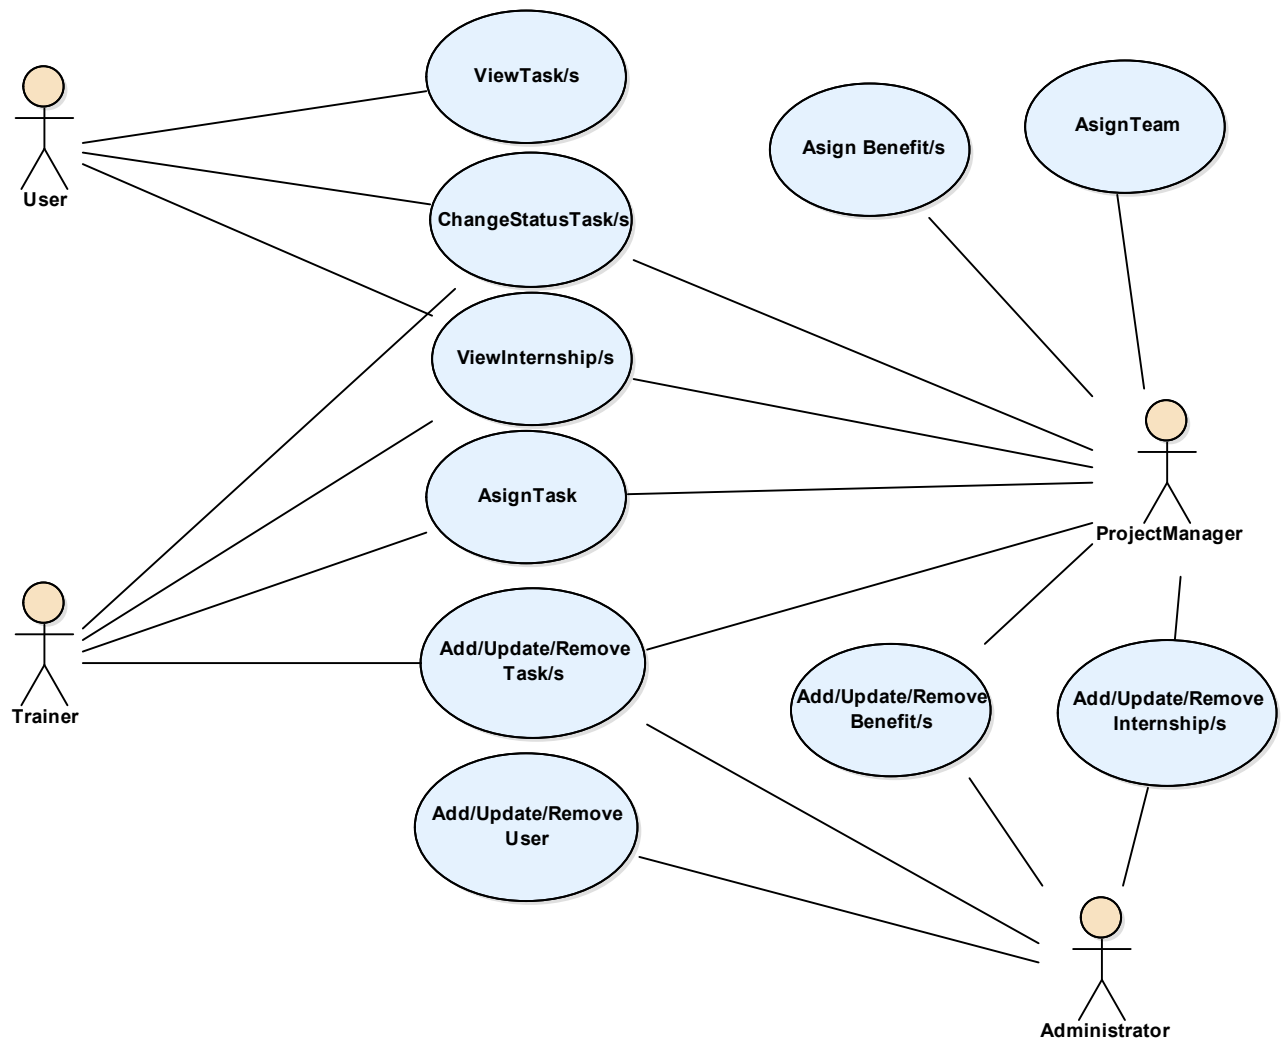 ViewTask/s
AsignTeam
Asign Benefit/s
User
ChangeStatusTask/s
ViewInternship/s
AsignTask
ProjectManager
Add/Update/Remove
Task/s
Add/Update/Remove
Benefit/s
Add/Update/Remove
Internship/s
Trainer
Add/Update/Remove
User
Administrator